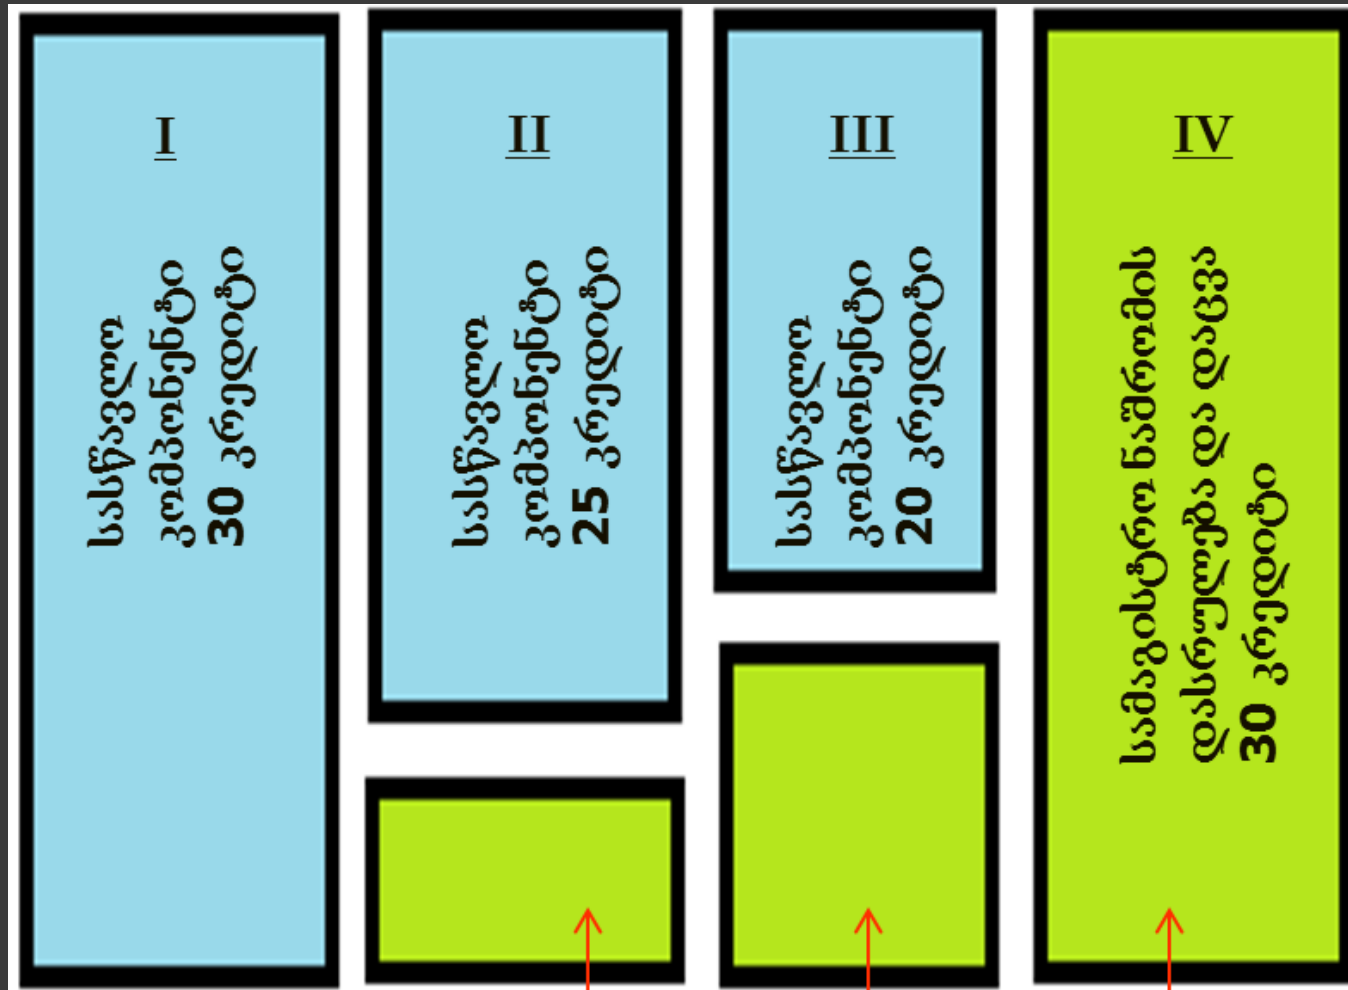 I
სასწავლო
კომპონენტი
30 კრედიტი
II
სასწავლო
კომპონენტი
25 კრედიტი
III
სასწავლო
კომპონენტი
20 კრედიტი
IV
სამაგისტრო ნაშრომის
დასრულება და დაცვა
30 კრედიტი